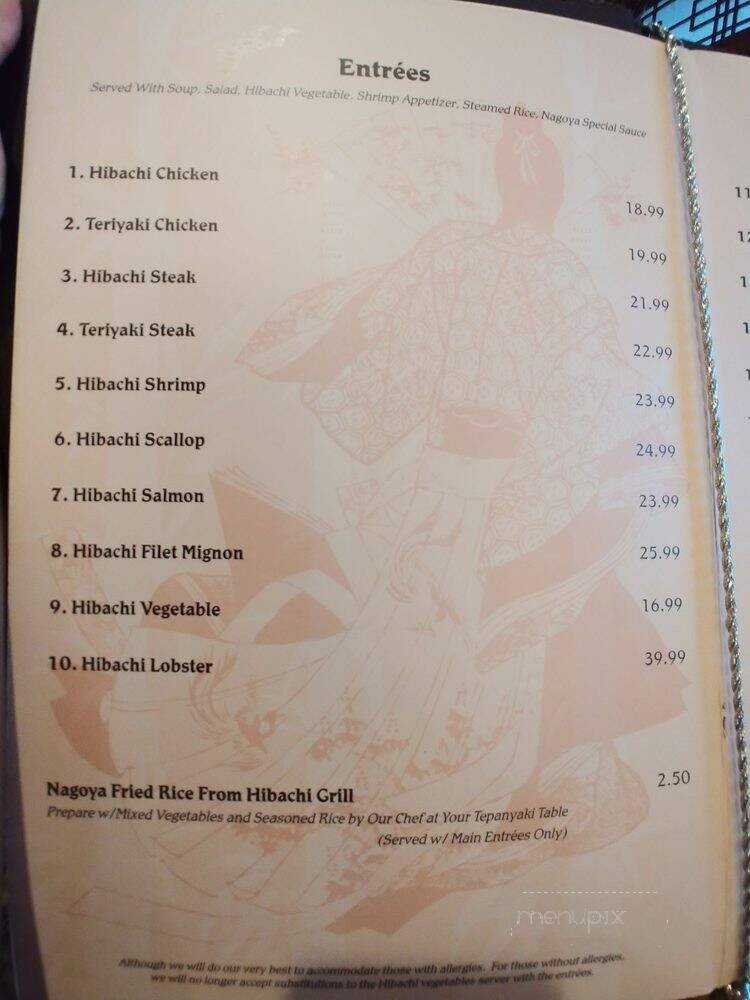 Entrées
Served With Soup, Salad, Hibachi Vegetable, Shrimp Appetizer, Steamed Rice, Nagoya Special Sauce
1. Hibachi Chicken 18.99
2. Teriyaki Chicken 19.99
3. Hibachi Steak 21.99
4. Teriyaki Steak 22.99
5. Hibachi Shrimp 23.99
6. Hibachi Scallop 24.99
7. Hibachi Salmon 23.99
8. Hibachi Filet Mignon 25.99
9. Hibachi Vegetable 16.99
10. Hibachi Lobster 39.99
Nagoya Fried Rice From Hibachi Grill 2.50
Prepare w/Mixed Vegetables and Seasoned Rice by Our Chef at Your Tepanyaki Table
(Served w/ Main Entrées Only)
menupix
Although we will do our very best to accommodate those with allergies. For those without allergies,
we will no longer accept substitutions to the Hibachi vegetables server with the entrées.
11
12
1
1
1